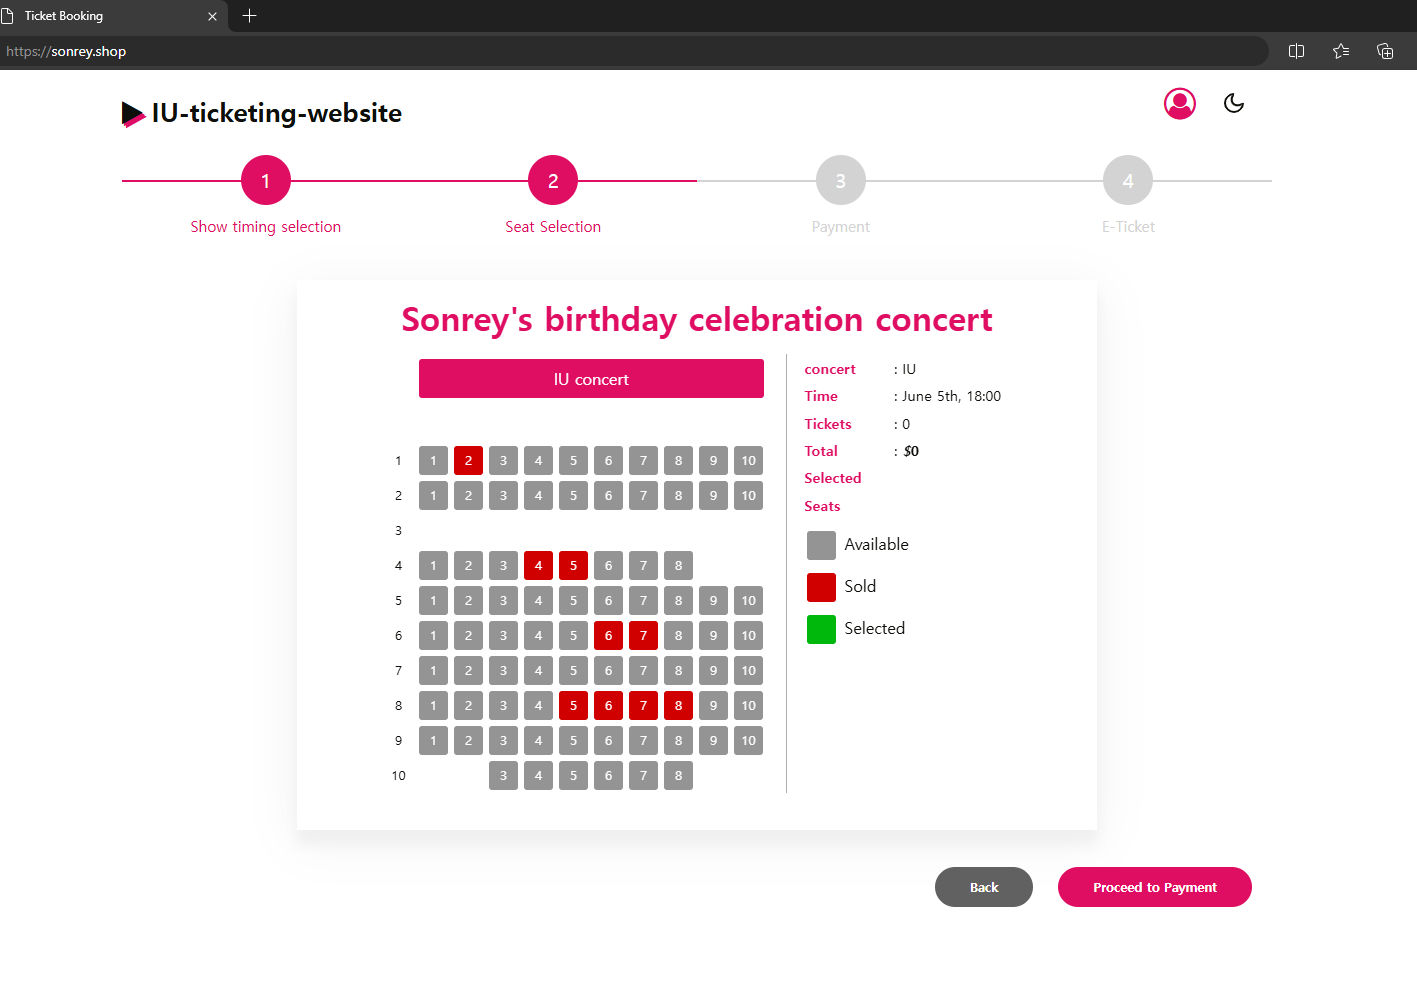 Ticket Booking
https://sonrey.shop
IU-ticketing-website
1 2 3 4
Show timing selection Seat Selection Payment E-Ticket
Sonrey's birthday celebration concert
IU concert
1 1 2 3 4 5 6 7 8 9 10
2 1 2 3 4 5 6 7 8 9 10
3
4 1 2 3 4 5 6 7 8
5 1 2 3 4 5 6 7 8 9 10
6 1 2 3 4 5 6 7 8 9 10
7 1 2 3 4 5 6 7 8 9 10
8 1 2 3 4 5 6 7 8 9 10
9 1 2 3 4 5 6 7 8 9 10
10 3 4 5 6 7 8
concert : IU
Time : June 5th, 18:00
Tickets : 0
Total : $0
Selected
Seats
Available
Sold
Selected
Back Proceed to Payment